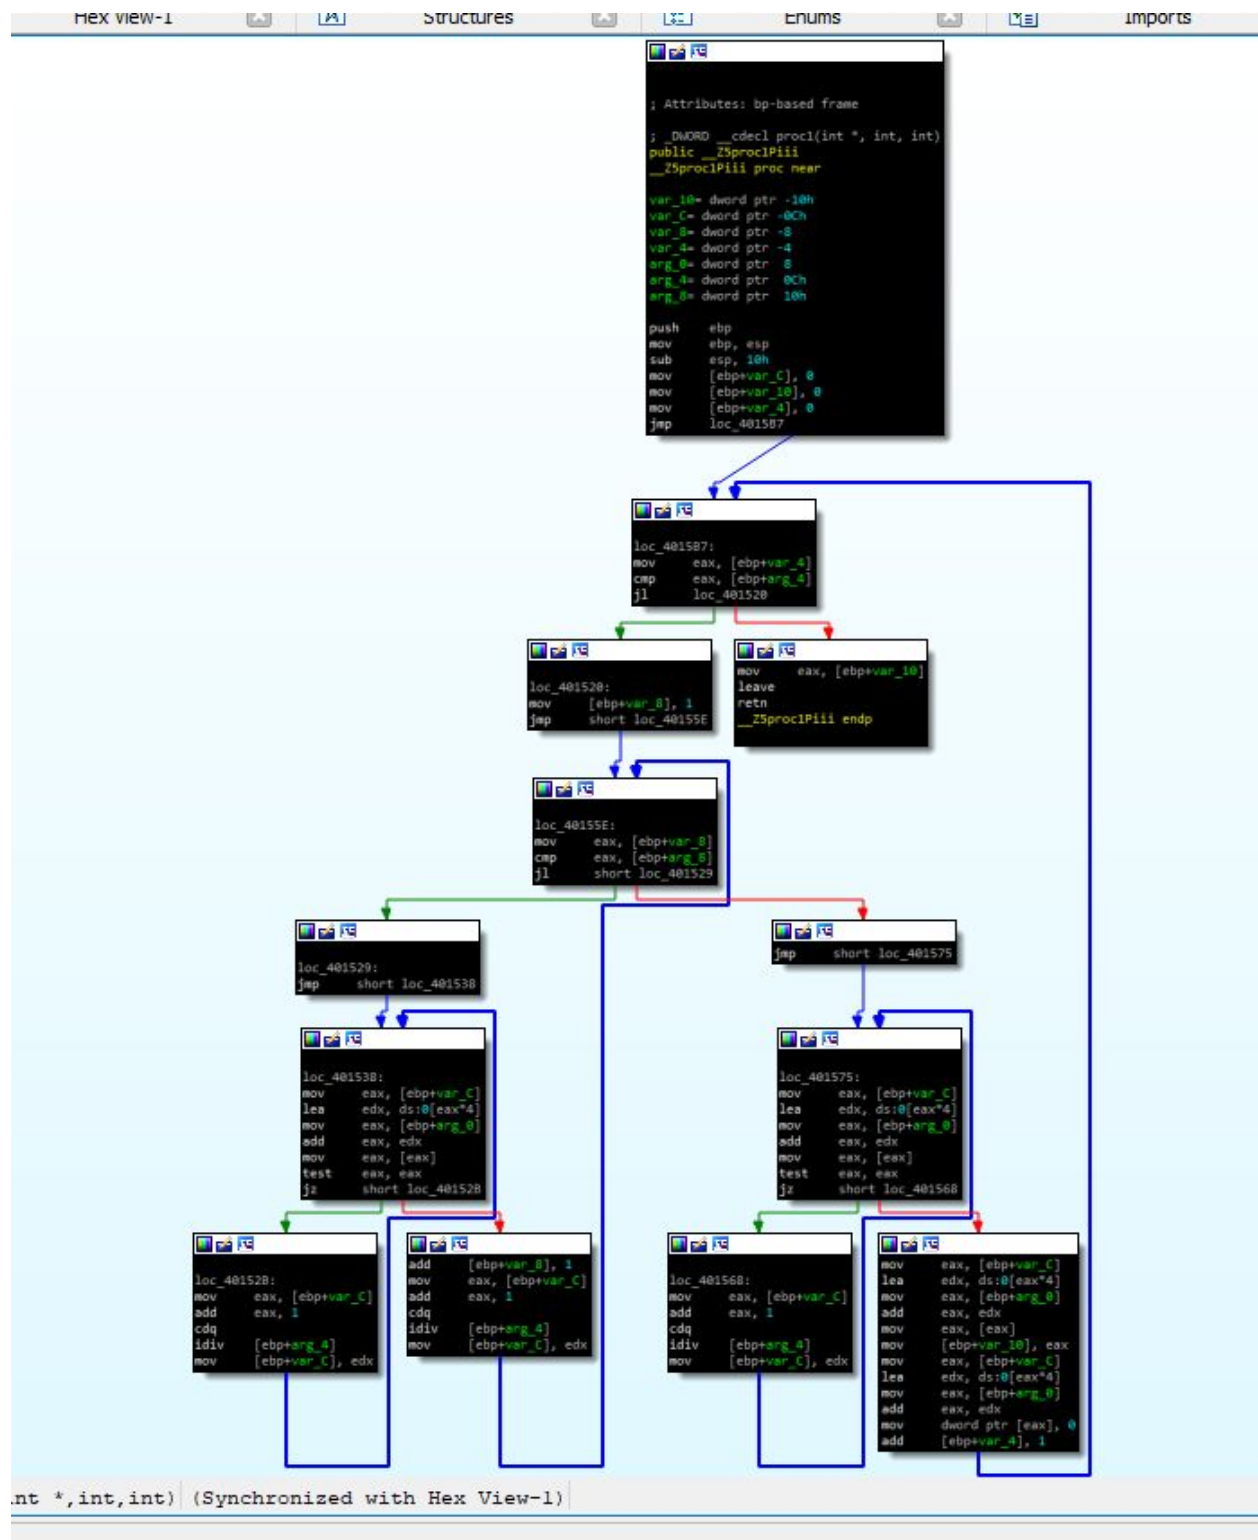 Hex View-1 Structures Enums Imports
; Attributes: bp-based frame
; _DWORD __cdecl proc1(int *, int, int)
public __Z5proc1Piii
__Z5proc1Piii proc near
var_10= dword ptr -10h
var_C= dword ptr -0Ch
var_8= dword ptr -8
var_4= dword ptr -4
arg_0= dword ptr 8
arg_4= dword ptr 0Ch
arg_8= dword ptr 10h
push ebp
mov ebp, esp
sub esp, 10h
mov [ebp+var_C], 0
mov [ebp+var_10], 0
mov [ebp+var_4], 0
jmp loc_4015B7
loc_4015B7:
mov eax, [ebp+var_4]
cmp eax, [ebp+arg_4]
jl loc_401520
loc_401520:
mov [ebp+var_8], 1
jmp short loc_40155E
mov eax, [ebp+var_10]
leave
retn
__Z5proc1Piii endp
loc_40155E:
mov eax, [ebp+var_8]
cmp eax, [ebp+arg_8]
jl short loc_401529
loc_401529:
jmp short loc_401538
jmp short loc_401575
loc_401538:
mov eax, [ebp+var_C]
lea edx, ds:0[eax*4]
mov eax, [ebp+arg_0]
add eax, edx
mov eax, [eax]
test eax, eax
jz short loc_40152B
loc_401575:
mov eax, [ebp+var_C]
lea edx, ds:0[eax*4]
mov eax, [ebp+arg_0]
add eax, edx
mov eax, [eax]
test eax, eax
jz short loc_401568
loc_40152B:
mov eax, [ebp+var_C]
add eax, 1
cdq
idiv [ebp+arg_4]
mov [ebp+var_C], edx
add [ebp+var_8], 1
mov eax, [ebp+var_C]
add eax, 1
cdq
idiv [ebp+arg_4]
mov [ebp+var_C], edx
loc_401568:
mov eax, [ebp+var_C]
add eax, 1
cdq
idiv [ebp+arg_4]
mov [ebp+var_C], edx
mov eax, [ebp+var_C]
lea edx, ds:0[eax*4]
mov eax, [ebp+arg_0]
add eax, edx
mov eax, [eax]
mov [ebp+var_10], eax
mov eax, [ebp+var_C]
lea edx, ds:0[eax*4]
mov eax, [ebp+arg_0]
add eax, edx
mov dword ptr [eax], 0
add [ebp+var_4], 1
nt *,int,int) (Synchronized with Hex View-1)